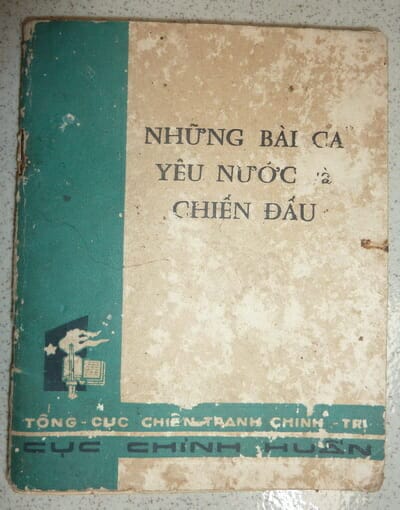 NHỮNG BÀI CA
YÊU NƯỚC và
CHIẾN ĐẤU
TỔNG-CỤC CHIẾN TRANH CHÍNH-TRỊ
CỤC CHÍNH HUẤN